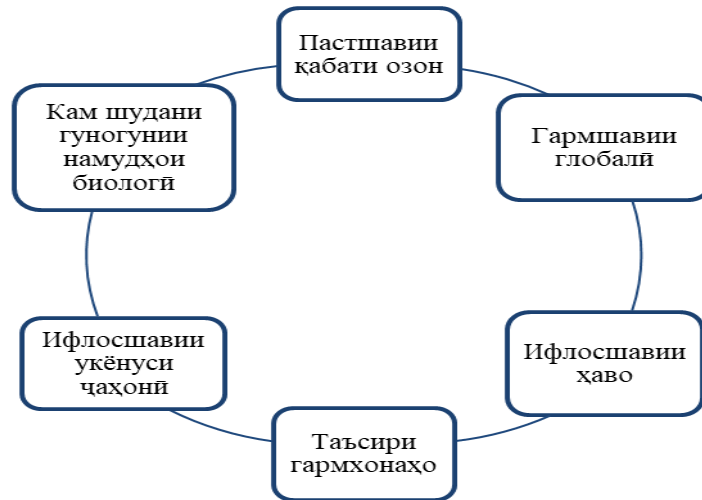 Пастшавии
қабати озон
Гармшавии
глобалӣ
Ифлосшавии
ҳаво
Таъсири
гармхонаҳо
Ифлосшавии
укёнуси
ҷаҳонӣ
Кам шудани
гуногунии
намудҳои
биологӣ